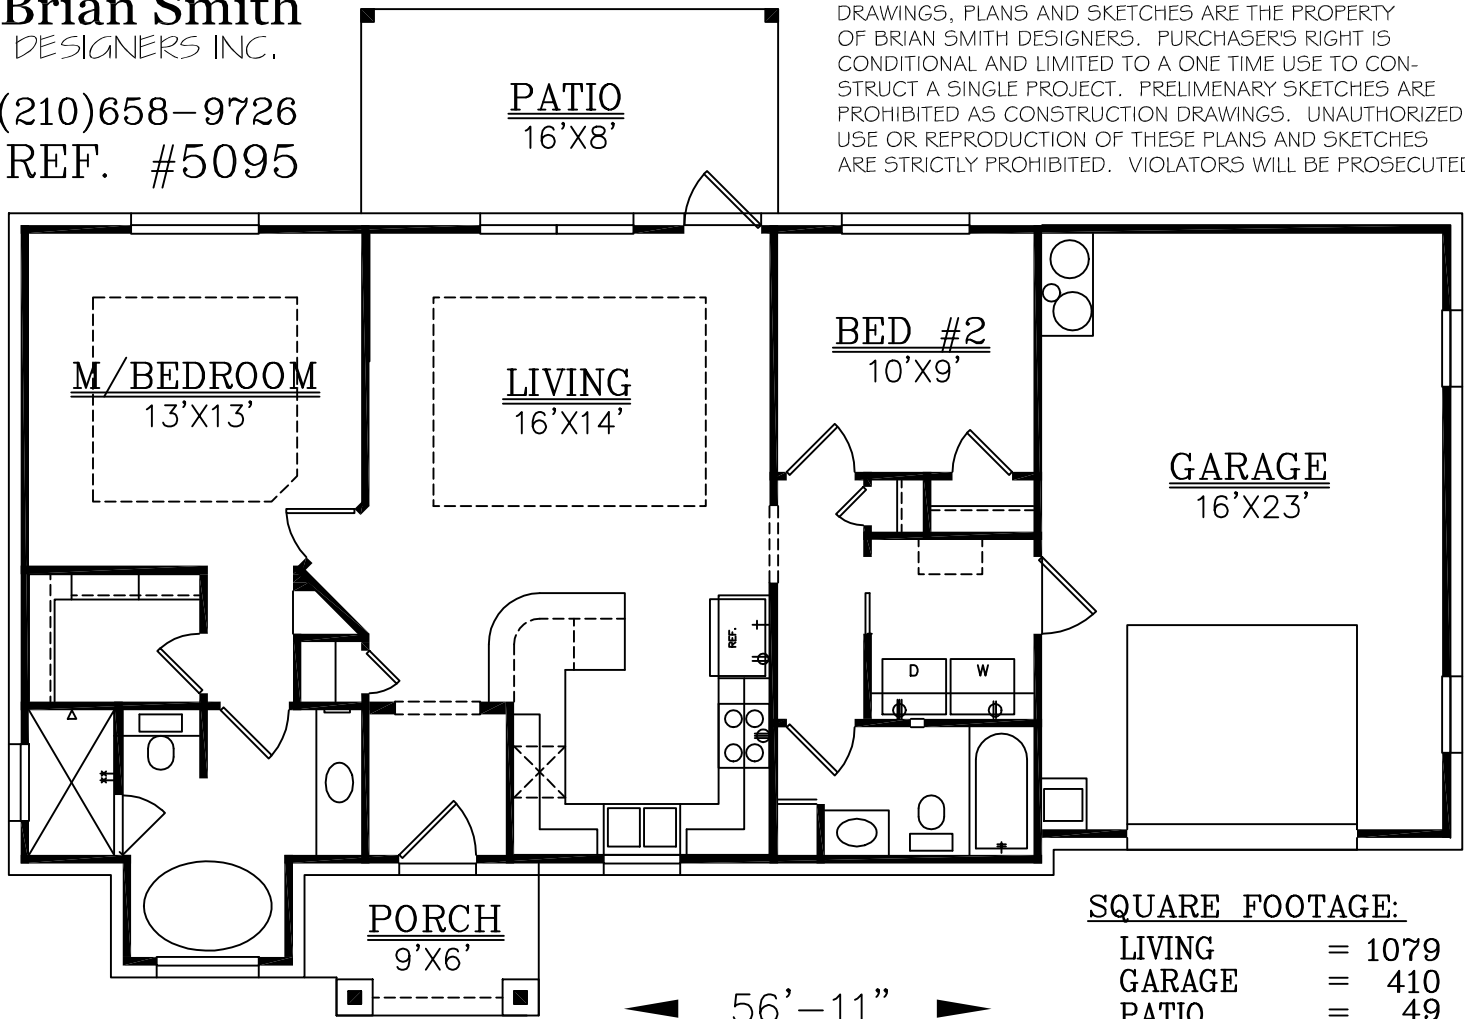 Brian Smith
DESIGNERS INC.
(210)658-9726
REF. #5095
DRAWINGS, PLANS AND SKETCHES ARE THE PROPERTY
OF BRIAN SMITH DESIGNERS. PURCHASER'S RIGHT IS
CONDITIONAL AND LIMITED TO A ONE TIME USE TO CON-
STRUCT A SINGLE PROJECT. PRELIMENARY SKETCHES ARE
PROHIBITED AS CONSTRUCTION DRAWINGS. UNAUTHORIZED
USE OR REPRODUCTION OF THESE PLANS AND SKETCHES
ARE STRICTLY PROHIBITED. VIOLATORS WILL BE PROSECUTED
PATIO
16'X8'
M/BEDROOM
13'X13'
LIVING
16'X14'
BED #2
10'X9'
GARAGE
16'X23'
REF.
D W
PORCH
9'X6'
56'-11"
SQUARE FOOTAGE:
LIVING = 1079
GARAGE = 410
PATIO = 49